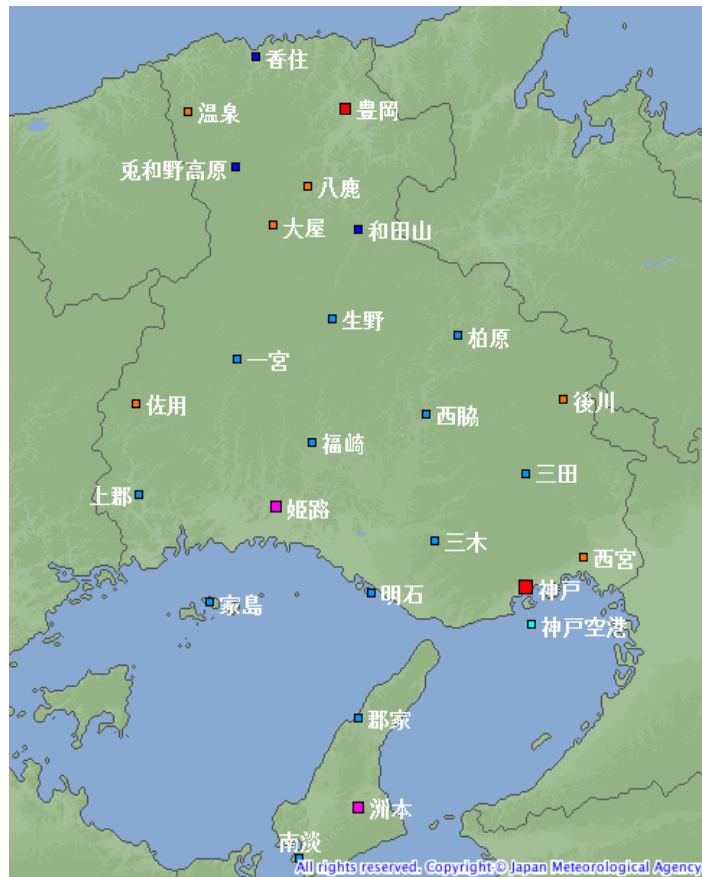 香住
温泉
豊岡
兎和野高原
八鹿
大屋
和田山
生野
柏原
一宮
佐用
後川
西脇
福崎
三田
上郡
姫路
三木
西宮
神戸
明石
家島
神戸空港
郡家
洲本
南淡
All rights reserved. Copyright © Japan Meteorological Agency